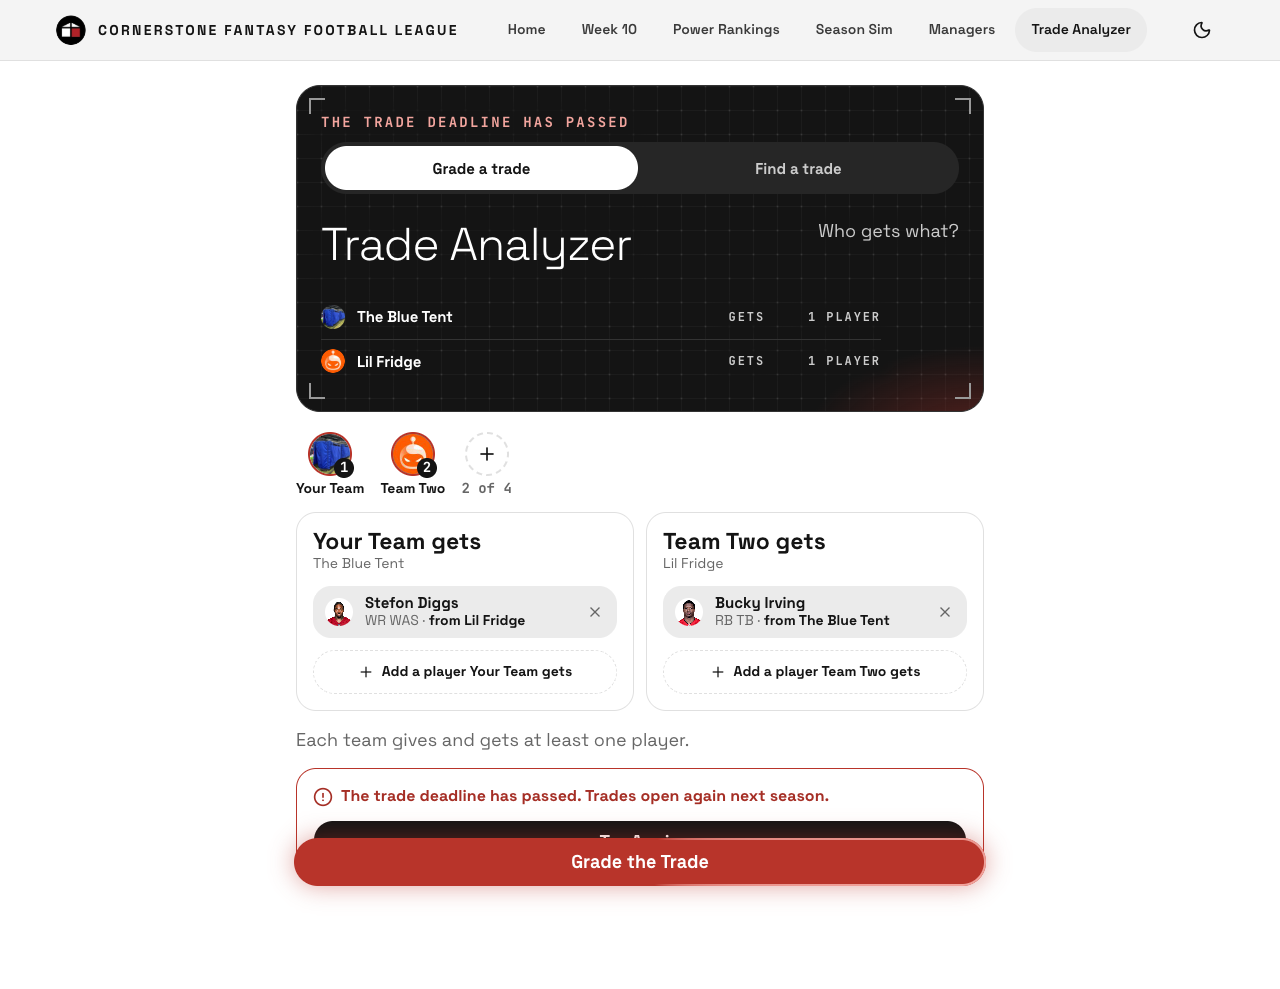 CORNERSTONE FANTASY FOOTBALL LEAGUE
Home
Week 10
Power Rankings
Season Sim
Managers
Trade Analyzer
THE TRADE DEADLINE HAS PASSED
Grade a trade
Find a trade
Trade Analyzer
Who gets what?
The Blue Tent
GETS
1 PLAYER
Lil Fridge
GETS
1 PLAYER
1
2
Your Team
Team Two
2 of 4
Your Team gets
The Blue Tent
Stefon Diggs
WR WAS · from Lil Fridge
Add a player Your Team gets
Team Two gets
Lil Fridge
Bucky Irving
RB TB · from The Blue Tent
Add a player Team Two gets
Each team gives and gets at least one player.
The trade deadline has passed. Trades open again next season.
Grade the Trade